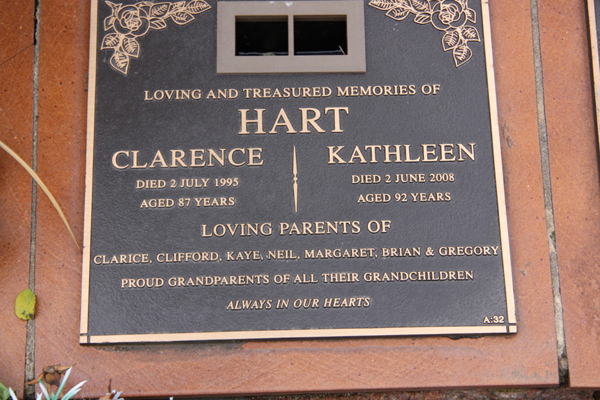 LOVING AND TREASURED MEMORIES OF
HART
CLARENCE
DIED 2 JULY 1995
AGED 87 YEARS
KATHLEEN
DIED 2 JUNE 2008
AGED 92 YEARS
LOVING PARENTS OF
CLARICE, CLIFFORD, KAYE, NEIL, MARGARET, BRIAN & GREGORY
PROUD GRANDPARENTS OF ALL THEIR GRANDCHILDREN
ALWAYS IN OUR HEARTS
A:32